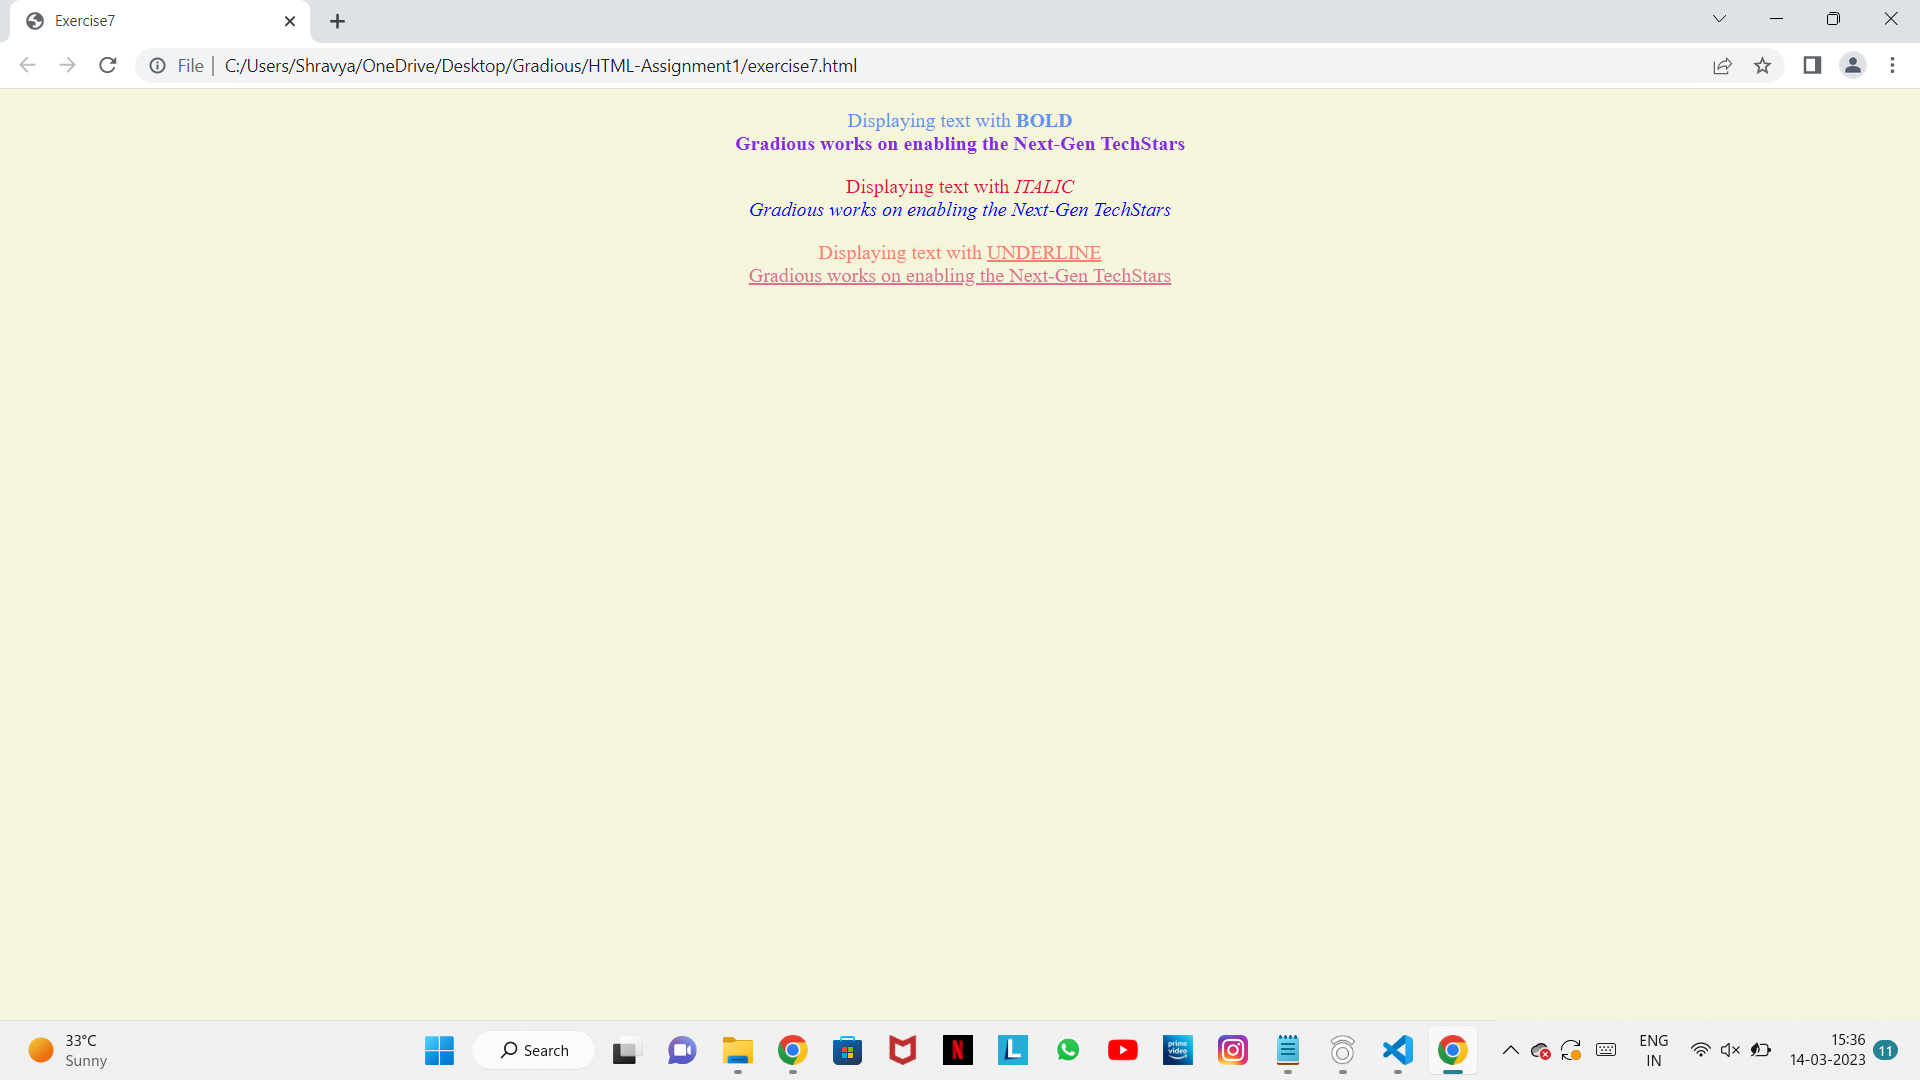 Exercise7
File
C:/Users/Shravya/OneDrive/Desktop/Gradious/HTML-Assignment1/exercise7.html
Displaying text with BOLD
Gradious works on enabling the Next-Gen TechStars
Displaying text with ITALIC
Gradious works on enabling the Next-Gen TechStars
Displaying text with UNDERLINE
Gradious works on enabling the Next-Gen TechStars
33°C
Sunny
Search
N
L
prime video
ENG
IN
15:36
14-03-2023
11